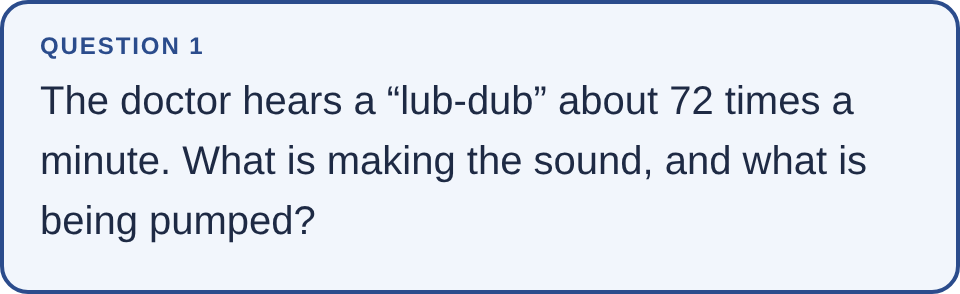 QUESTION 1
The doctor hears a “lub-dub” about 72 times a
minute. What is making the sound, and what is
being pumped?